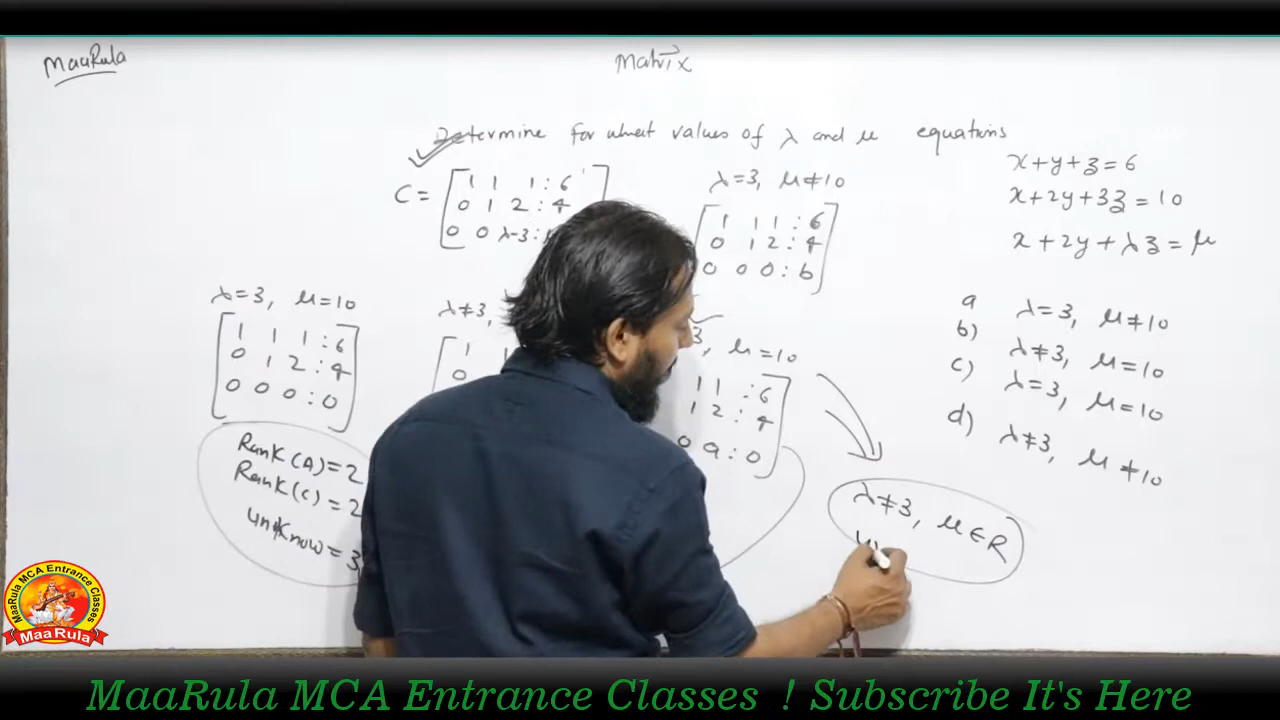 MaaRula
Matrix
Determine for what values of λ and μ equations
x+y+z=6
x+2y+3z=10
x+2y+λz=μ
C= [1 1 1:6
0 1 2:4
0 0 λ-3:
λ=3, μ≠10
[1 1 1:6
0 1 2:4
0 0 0:b]
λ=3, μ=10
[1 1 1:6
0 1 2:4
0 0 0:0]
Rank(A)=2
Rank(C)=2
unknow=3
λ≠3,
[1
0
3, μ=10
1 1 :6
1 2:4
0 a:0]
a λ=3, μ≠10
b) λ≠3, μ=10
c) λ=3, μ=10
d) λ≠3, μ≠10
λ≠3, μ∈R
MaaRula MCA Entrance Classes
MaaRula
MaaRula MCA Entrance Classes ! Subscribe It's Here